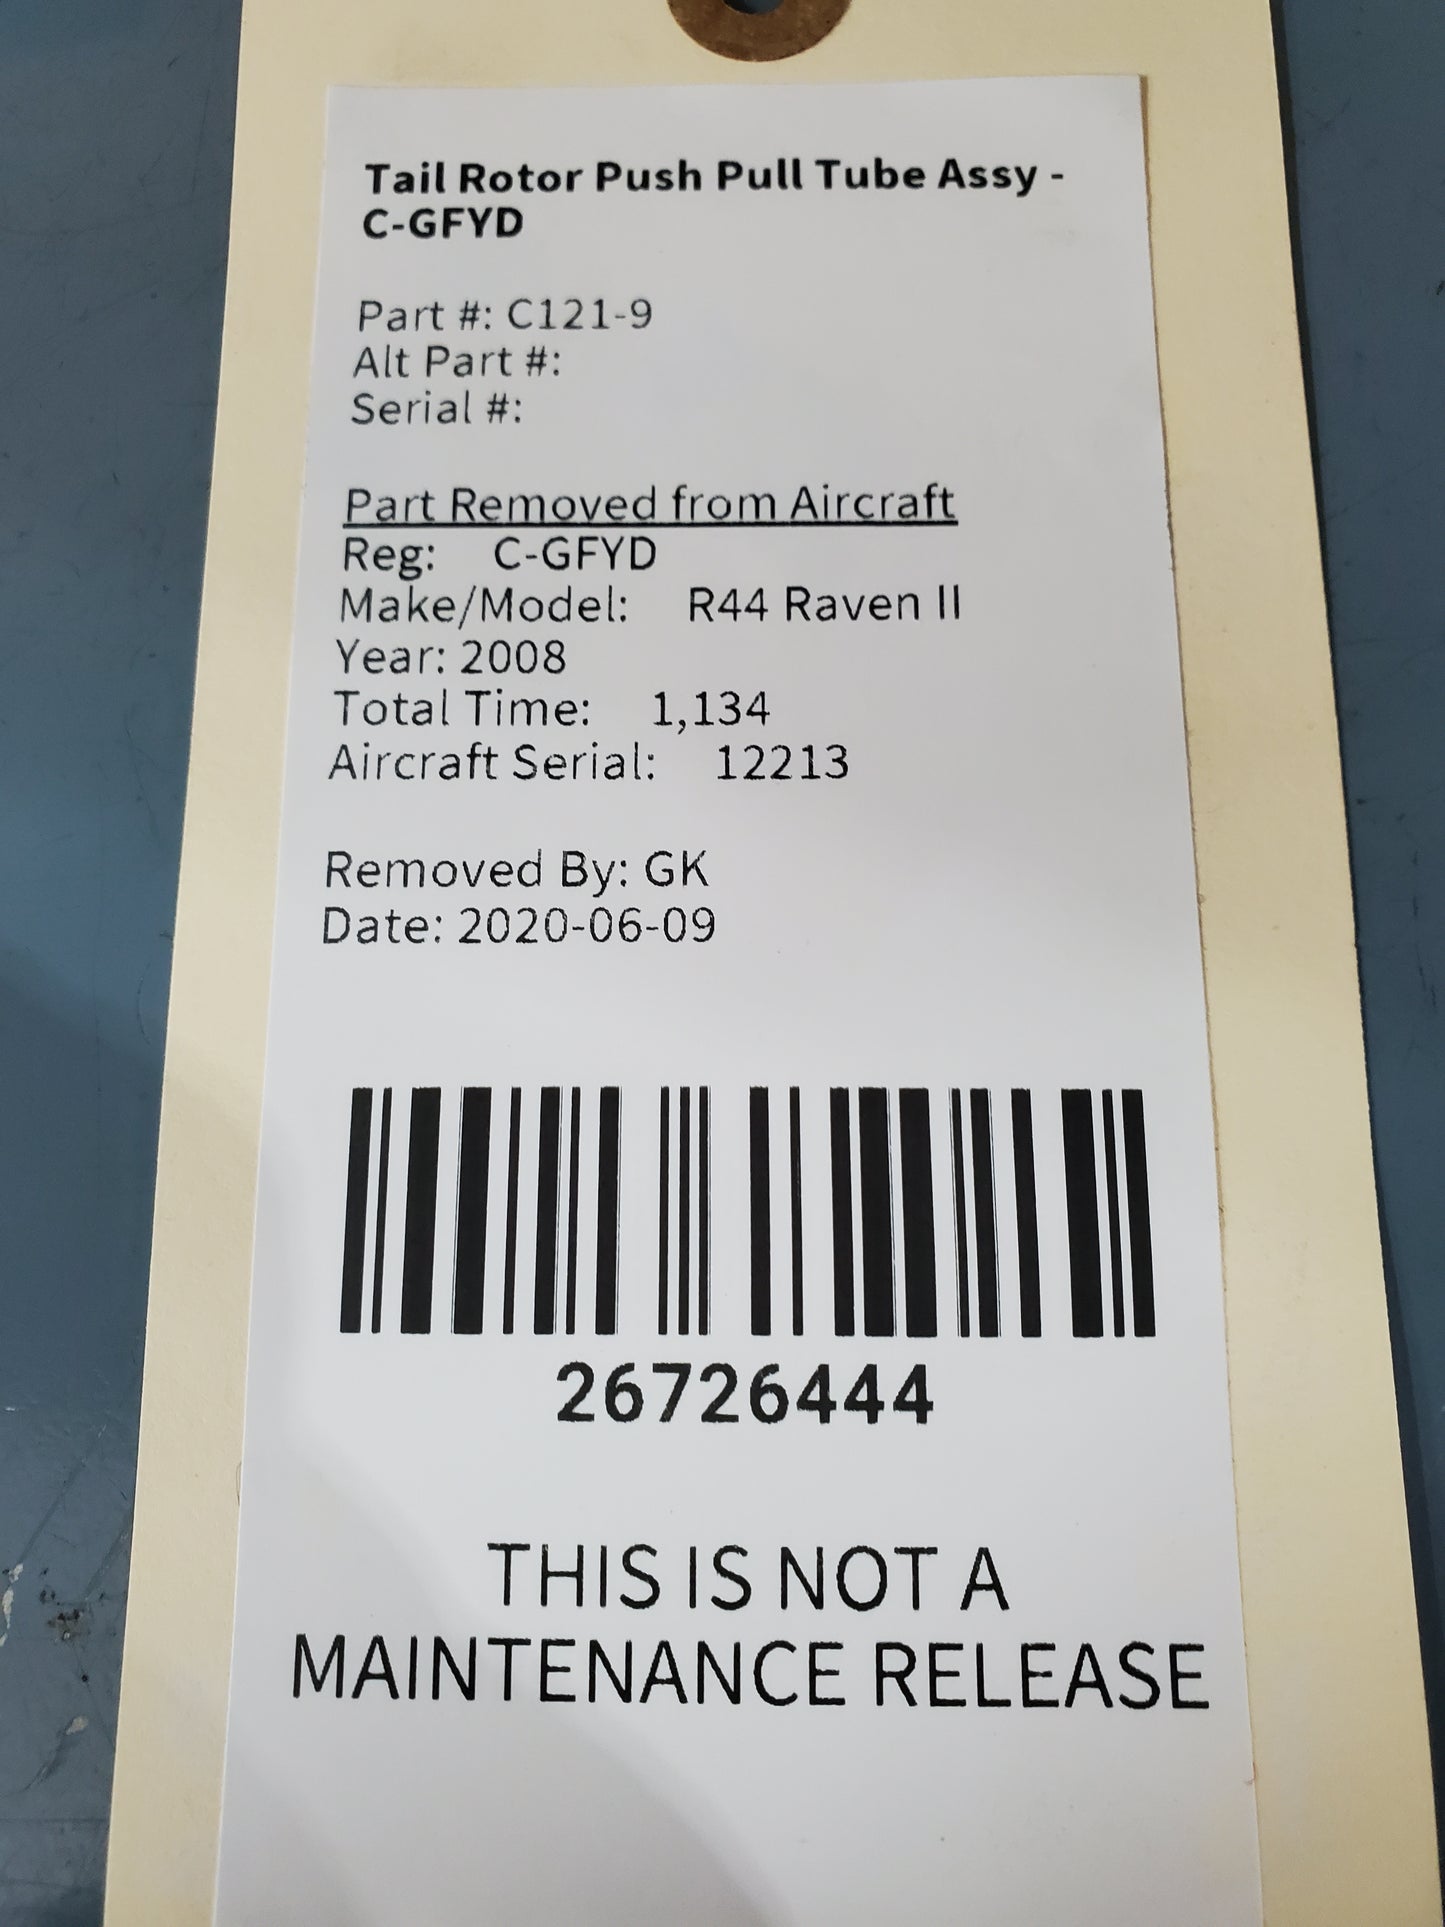 Tail Rotor Push Pull Tube Assy -
C-GFYD
Part #: C121-9
Alt Part #:
Serial #:
Part Removed from Aircraft
Reg: C-GFYD
Make/Model: R44 Raven II
Year: 2008
Total Time: 1,134
Aircraft Serial: 12213
Removed By: GK
Date: 2020-06-09
26726444
THIS IS NOT A
MAINTENANCE RELEASE